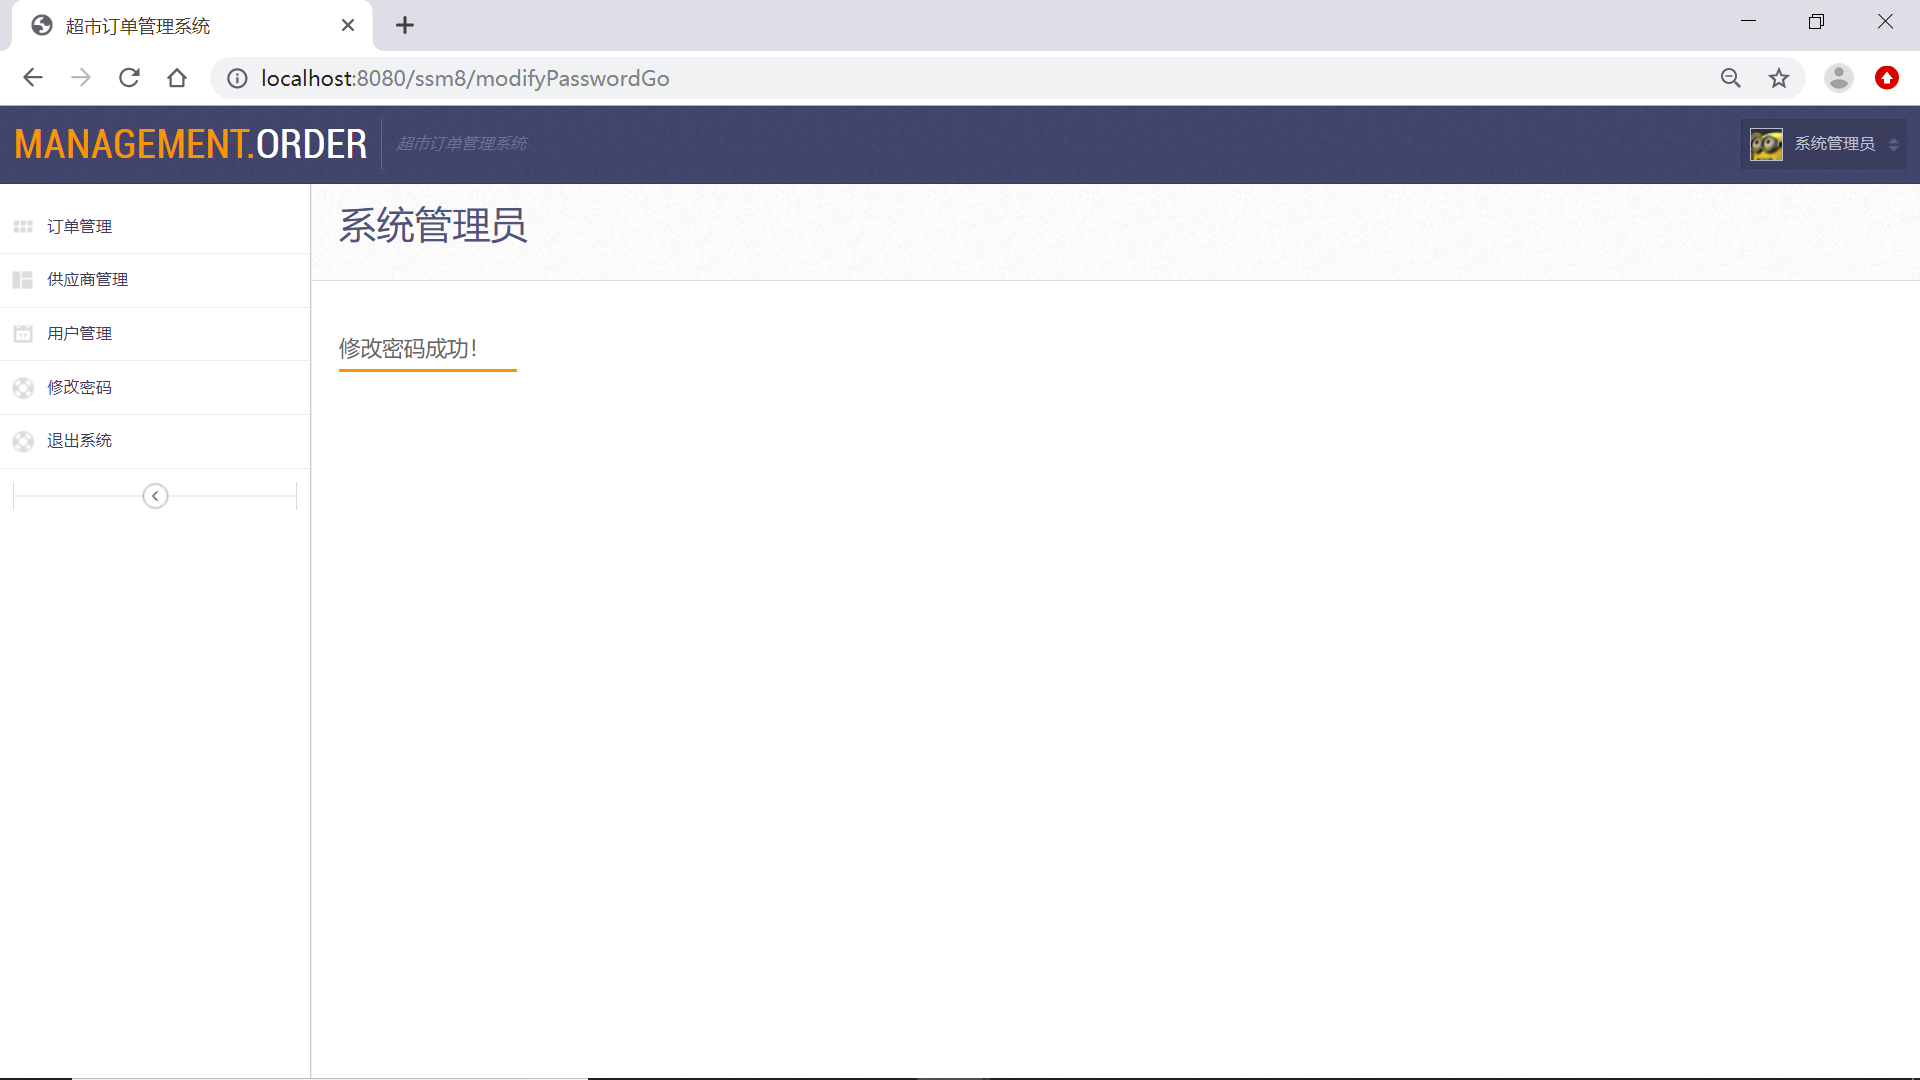 超市订单管理系统
localhost:8080/ssm8/modifyPasswordGo
MANAGEMENT.ORDER
超市订单管理系统
系统管理员
订单管理
供应商管理
用户管理
修改密码
退出系统
系统管理员
修改密码成功!